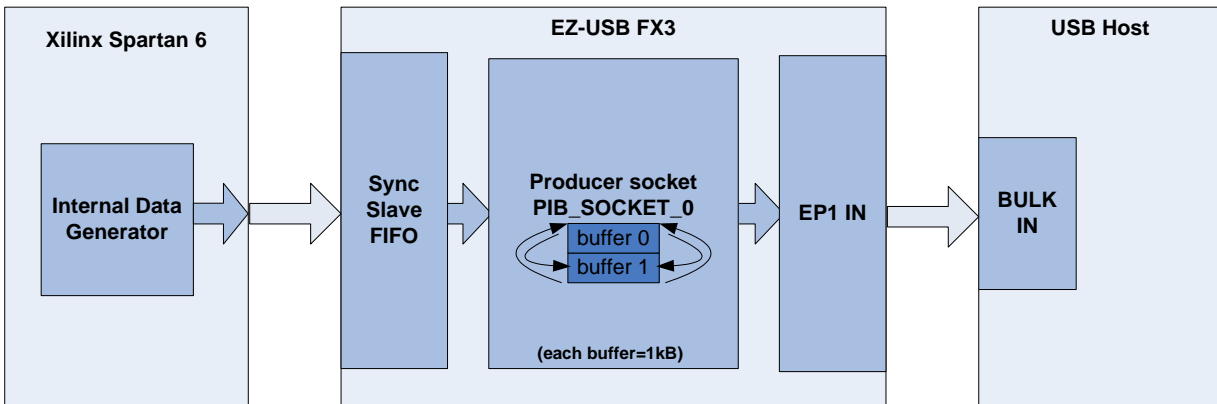 Xilinx Spartan 6
Internal Data
Generator
EZ-USB FX3
Sync
Slave
FIFO
Producer socket
PIB_SOCKET_0
buffer 0
buffer 1
(each buffer=1kB)
EP1 IN
USB Host
BULK
IN